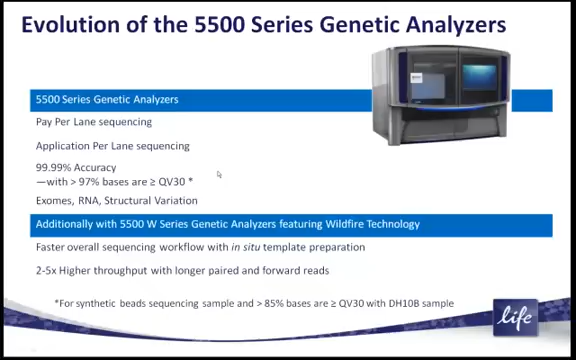 Evolution of the 5500 Series Genetic Analyzers
5500 Series Genetic Analyzers
Pay Per Lane sequencing
Application Per Lane sequencing
99.99% Accuracy
—with > 97% bases are ≥ QV30 *
Exomes, RNA, Structural Variation
Additionally with 5500 W Series Genetic Analyzers featuring Wildfire Technology
Faster overall sequencing workflow with in situ template preparation
2-5x Higher throughput with longer paired and forward reads
*For synthetic beads sequencing sample and > 85% bases are ≥ QV30 with DH10B sample
life